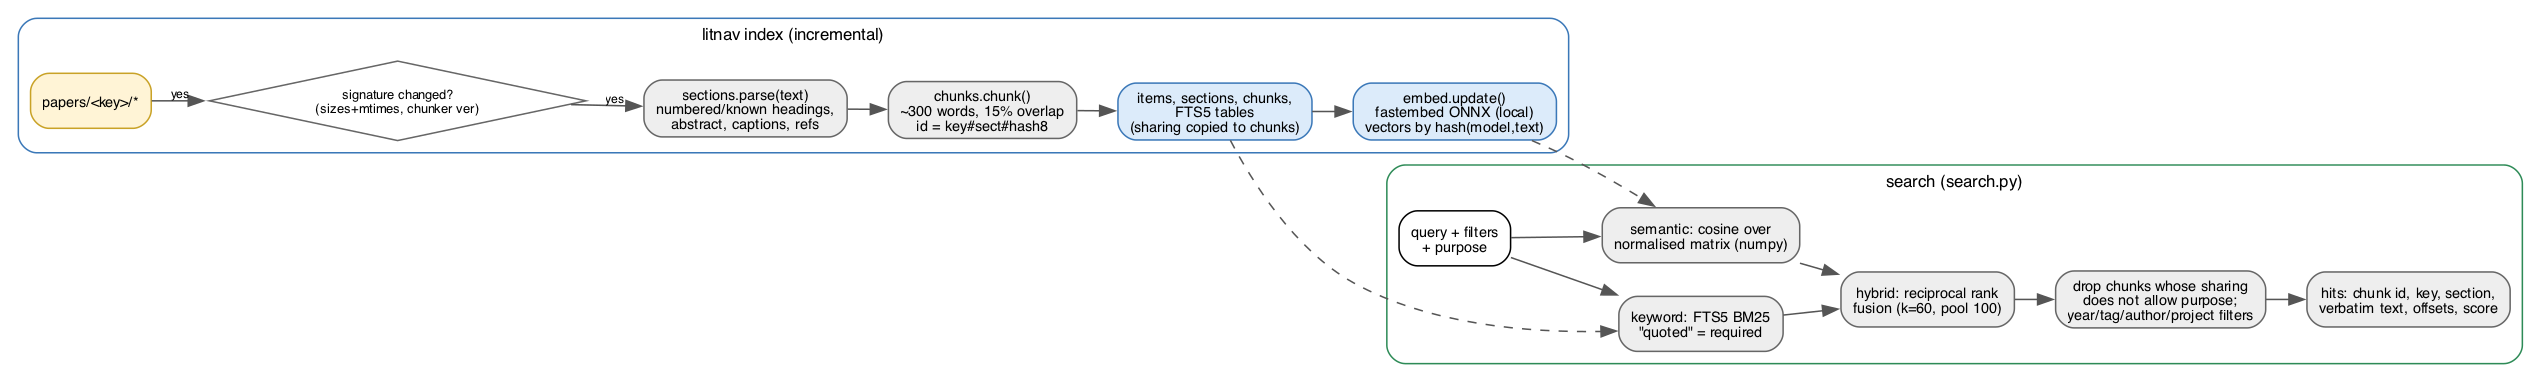 litnav index (incremental)
papers/<key>/*
yes
signature changed?
(sizes+mtimes, chunker ver)
yes
sections.parse(text)
numbered/known headings,
abstract, captions, refs
chunks.chunk()
~300 words, 15% overlap
id = key#sect#hash8
items, sections, chunks,
FTS5 tables
(sharing copied to chunks)
embed.update()
fastembed ONNX (local)
vectors by hash(model,text)
search (search.py)
query + filters
+ purpose
semantic: cosine over
normalised matrix (numpy)
keyword: FTS5 BM25
"quoted" = required
hybrid: reciprocal rank
fusion (k=60, pool 100)
drop chunks whose sharing
does not allow purpose;
year/tag/author/project filters
hits: chunk id, key, section,
verbatim text, offsets, score